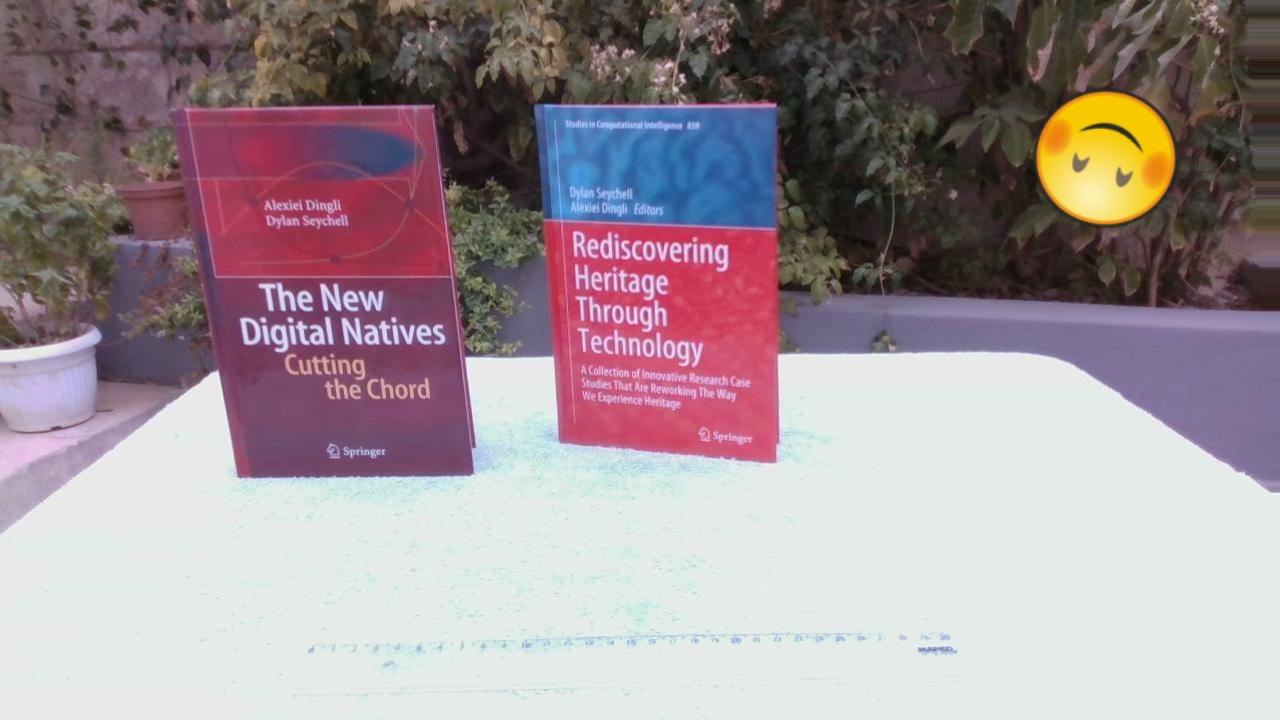 Alexiei Dingli
Dylan Seychell
The New
Digital Natives
Cutting
the Chord
Springer
Studies in Computational Intelligence 859
Dylan Seychell
Alexiei Dingli Editors
Rediscovering
Heritage
Through
Technology
A Collection of Innovative Research Case
Studies That Are Reworking The Way
We Experience Heritage
Springer